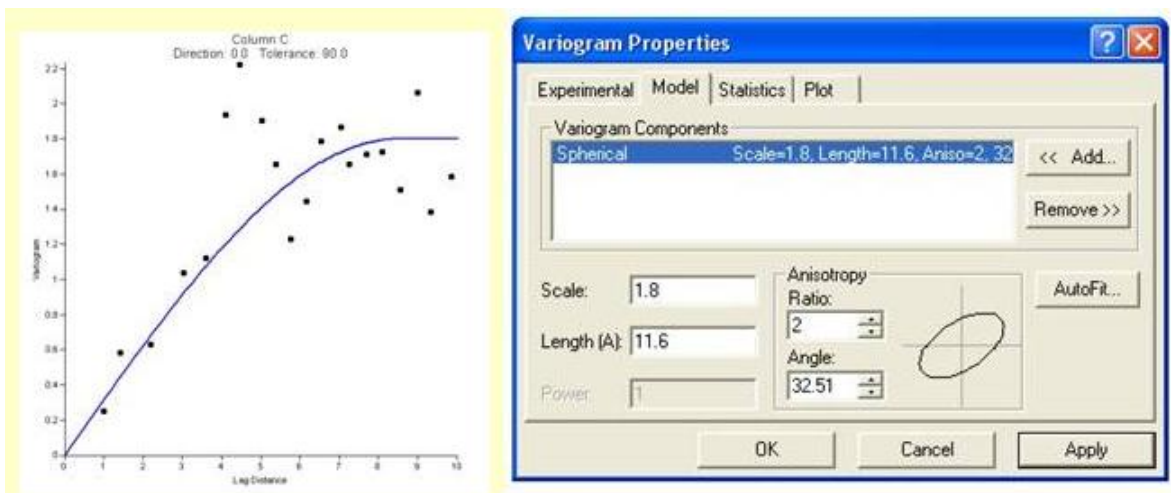 Column C
Direction: 0.0 Tolerance: 90.0
2.2
2
1.8
1.6
1.4
1.2
1
0.8
0.6
0.4
0.2
0
Variogram
0 1 2 3 4 5 6 7 8 9 10
Lag Distance
Variogram Properties
Experimental Model Statistics Plot
Variogram Components
Spherical Scale=1.8, Length=11.6, Aniso=2, 32
<< Add...
Remove >>
Scale: 1.8
Length (A): 11.6
Power: 1
Anisotropy
Ratio:
2
Angle:
32.51
AutoFit...
OK Cancel Apply